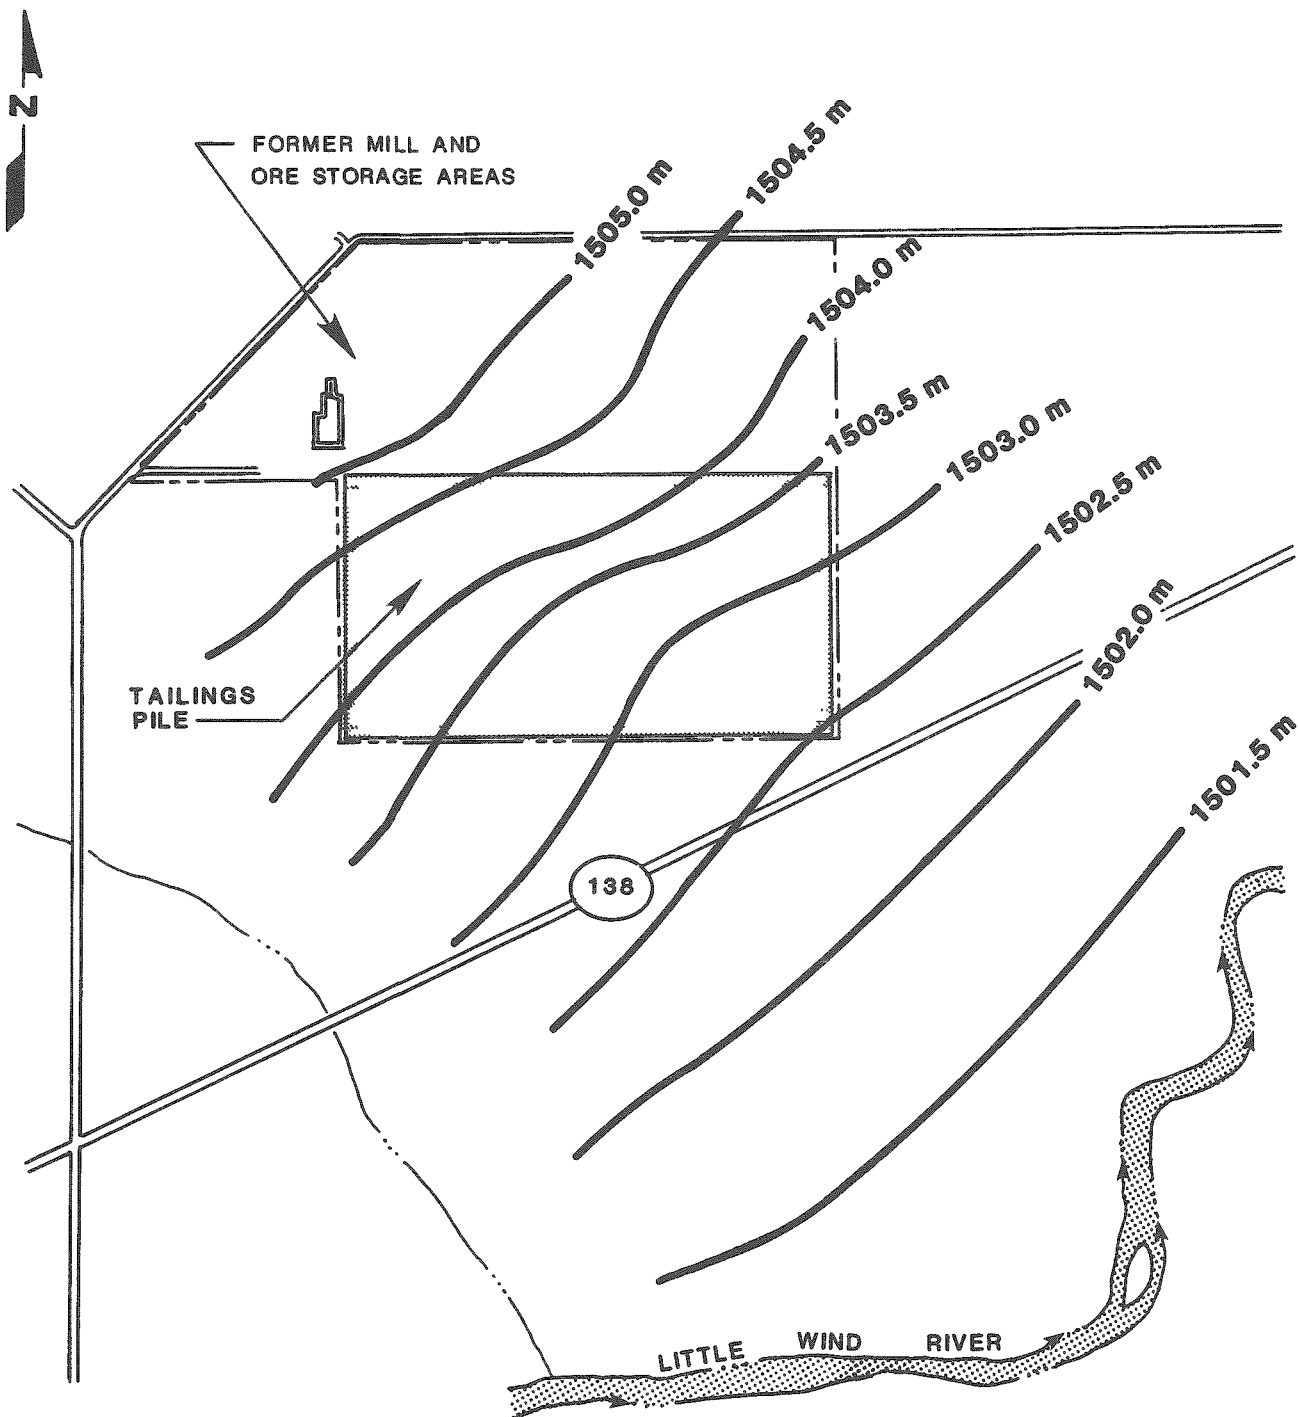 N
FORMER MILL AND
ORE STORAGE AREAS
1505.0 m
1504.5 m
1504.0 m
1503.5 m
1503.0 m
1502.5 m
1502.0 m
1501.5 m
TAILINGS
PILE
138
LITTLE WIND RIVER